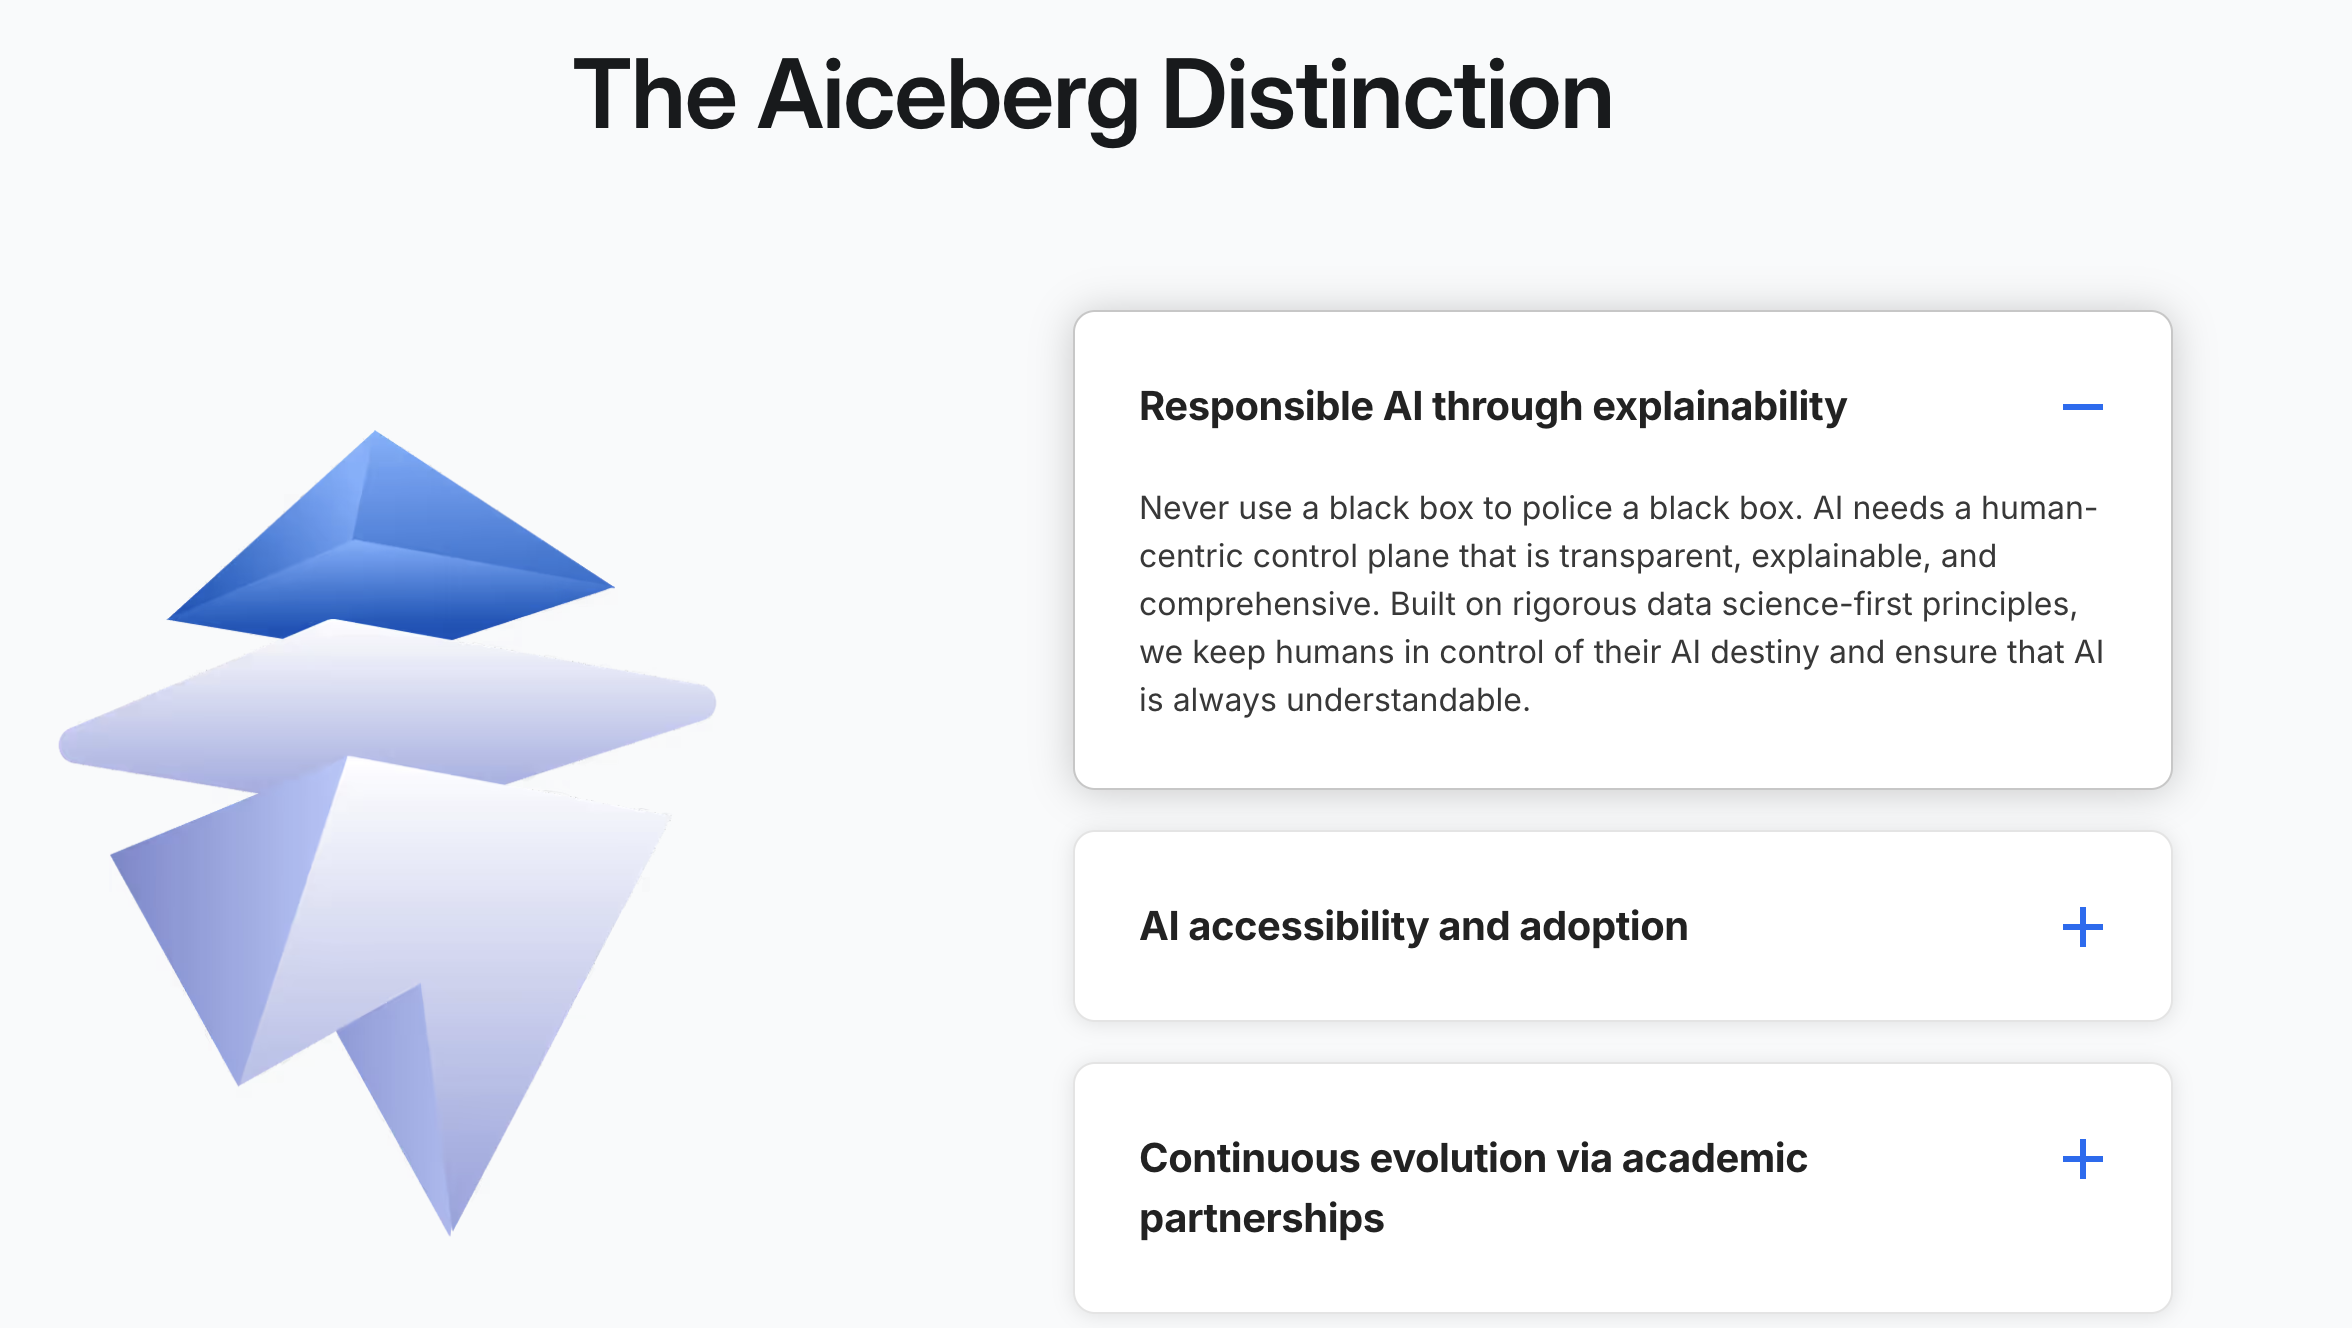 The Aiceberg Distinction
Responsible AI through explainability
Never use a black box to police a black box. AI needs a human-
centric control plane that is transparent, explainable, and
comprehensive. Built on rigorous data science-first principles,
we keep humans in control of their AI destiny and ensure that AI
is always understandable.
AI accessibility and adoption
Continuous evolution via academic
partnerships